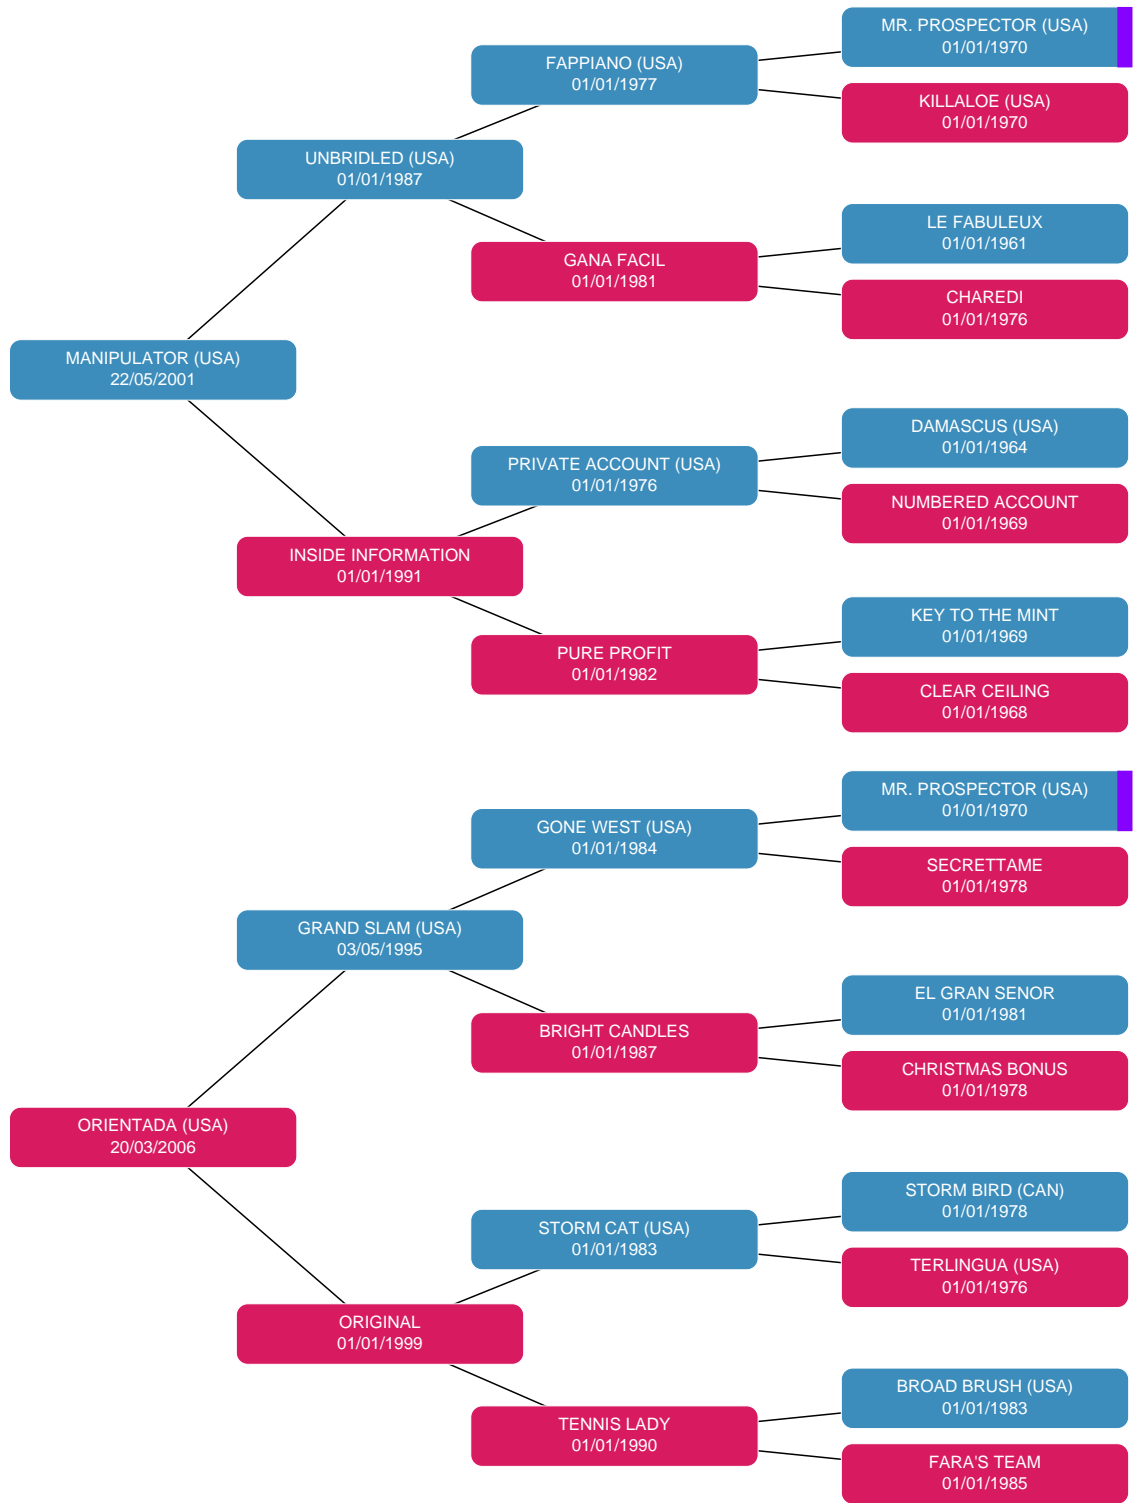 MR. PROSPECTOR (USA)
01/01/1970
FAPPIANO (USA)
01/01/1977
KILLALOE (USA)
01/01/1970
UNBRIDLED (USA)
01/01/1987
LE FABULEUX
01/01/1961
GANA FACIL
01/01/1981
CHAREDI
01/01/1976
MANIPULATOR (USA)
22/05/2001
DAMASCUS (USA)
01/01/1964
PRIVATE ACCOUNT (USA)
01/01/1976
NUMBERED ACCOUNT
01/01/1969
INSIDE INFORMATION
01/01/1991
KEY TO THE MINT
01/01/1969
PURE PROFIT
01/01/1982
CLEAR CEILING
01/01/1968
MR. PROSPECTOR (USA)
01/01/1970
GONE WEST (USA)
01/01/1984
SECRETTAME
01/01/1978
GRAND SLAM (USA)
03/05/1995
EL GRAN SENOR
01/01/1981
BRIGHT CANDLES
01/01/1987
CHRISTMAS BONUS
01/01/1978
ORIENTADA (USA)
20/03/2006
STORM BIRD (CAN)
01/01/1978
STORM CAT (USA)
01/01/1983
TERLINGUA (USA)
01/01/1976
ORIGINAL
01/01/1999
BROAD BRUSH (USA)
01/01/1983
TENNIS LADY
01/01/1990
FARA'S TEAM
01/01/1985